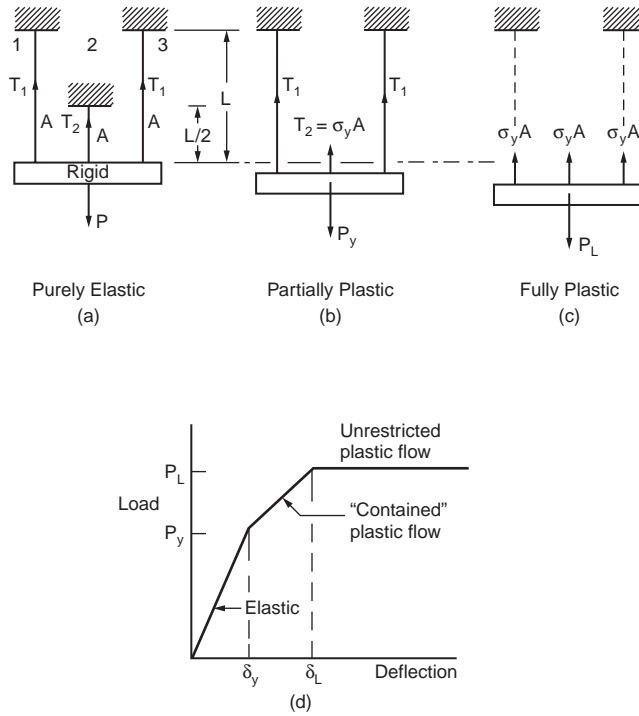 1 2 3
T₁ T₁
A T₂ A A
L/2
L
Rigid
P
Purely Elastic
(a)
T₁ T₁
T₂ = σyA
Py
Partially Plastic
(b)
σyA σyA σyA
PL
Fully Plastic
(c)
Unrestricted
plastic flow
PL
Load
"Contained"
plastic flow
Py
Elastic
δy δL Deflection
(d)